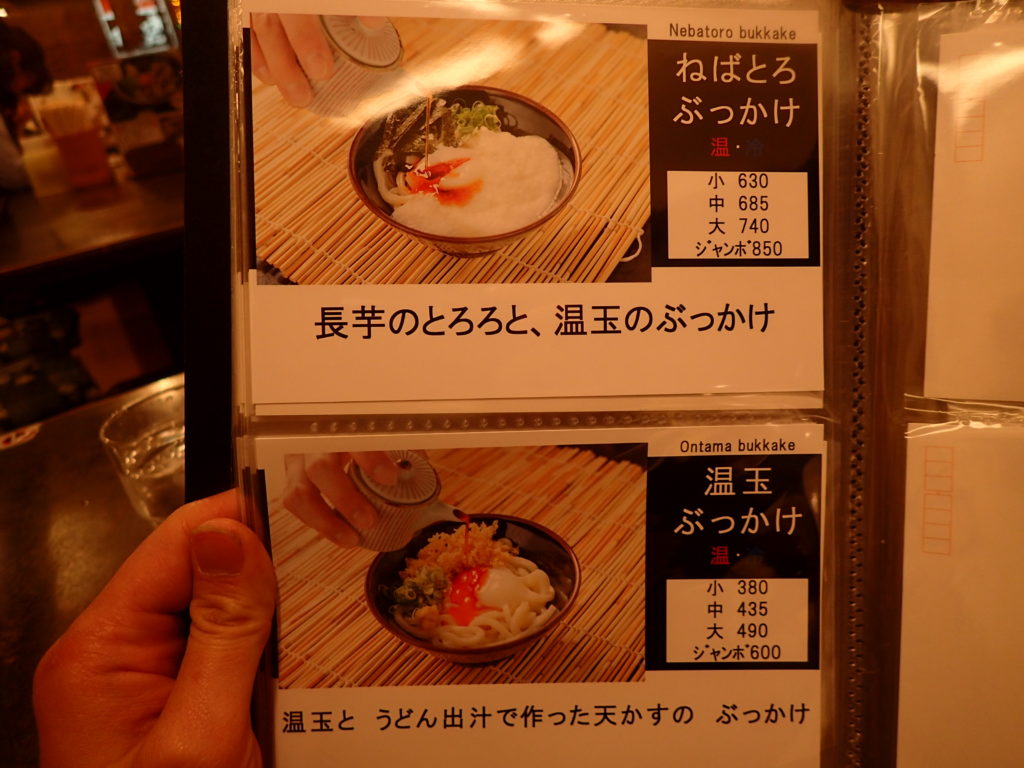 Nebatoro bukkake
ねばとろ
ぶっかけ
温・冷
小 630
中 685
大 740
ジャンボ850
長芋のとろろと、温玉のぶっかけ
Ontama bukkake
温玉
ぶっかけ
温・冷
小 380
中 435
大 490
ジャンボ600
温玉と うどん出汁で作った天かすの ぶっかけ